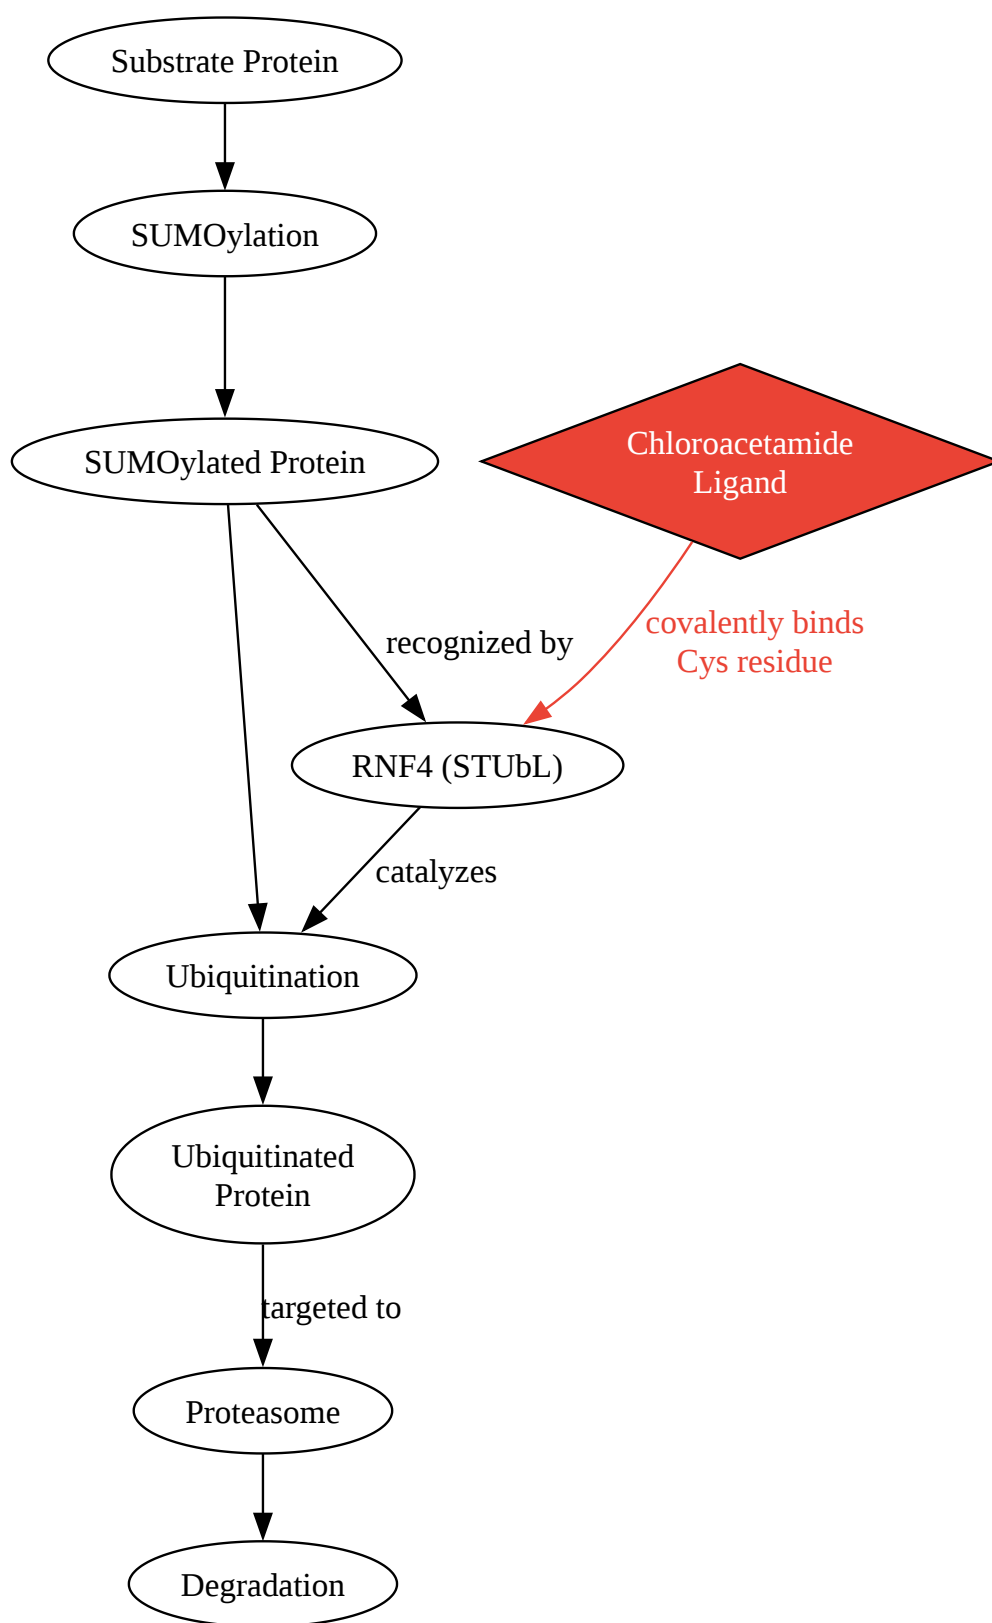 Substrate Protein
SUMOylation
SUMOylated Protein
Chloroacetamide
Ligand
recognized by
covalently binds
Cys residue
RNF4 (STUbL)
catalyzes
Ubiquitination
Ubiquitinated
Protein
targeted to
Proteasome
Degradation